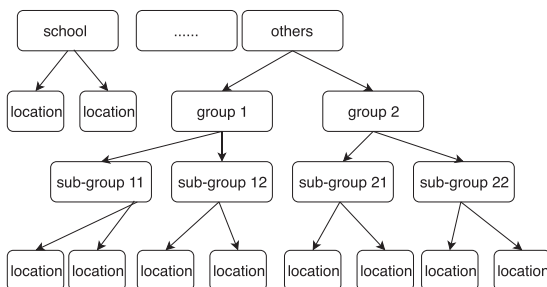 school
......
others
location
location
group 1
group 2
sub-group 11
sub-group 12
sub-group 21
sub-group 22
location
location
location
location
location
location
location
location